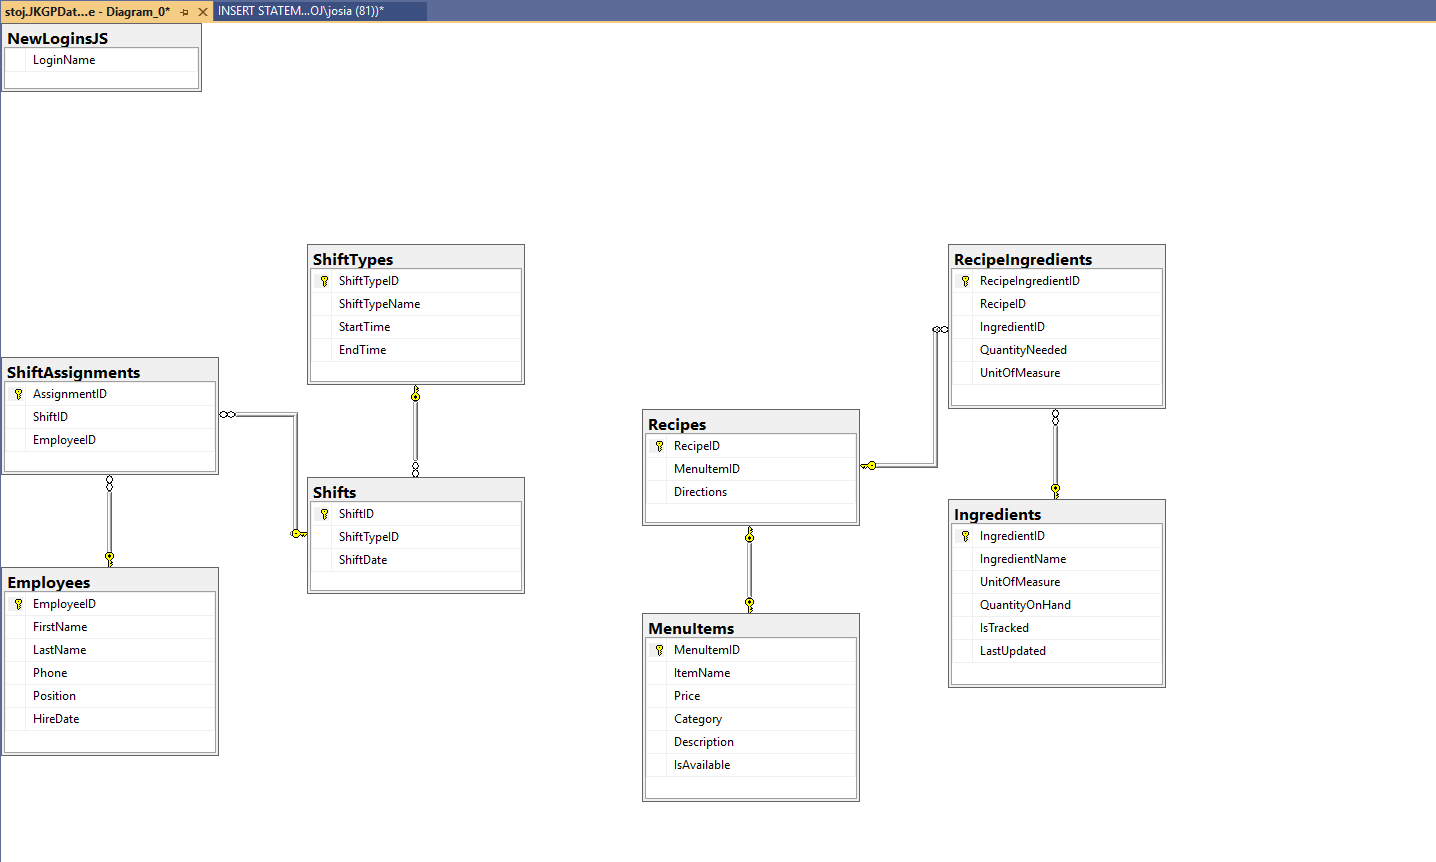 stojJKGPDat...e - Diagram_0*
INSERT STATEM...OJ\josia (81))*
NewLoginsJS
LoginName
ShiftTypes
ShiftTypeID
ShiftTypeName
StartTime
EndTime
RecipeIngredients
RecipeIngredientID
RecipeID
IngredientID
QuantityNeeded
UnitOfMeasure
ShiftAssignments
AssignmentID
ShiftID
EmployeeID
Recipes
RecipeID
MenuItemID
Directions
Shifts
ShiftID
ShiftTypeID
ShiftDate
Ingredients
IngredientID
IngredientName
UnitOfMeasure
QuantityOnHand
IsTracked
LastUpdated
Employees
EmployeeID
FirstName
LastName
Phone
Position
HireDate
MenuItems
MenuItemID
ItemName
Price
Category
Description
IsAvailable